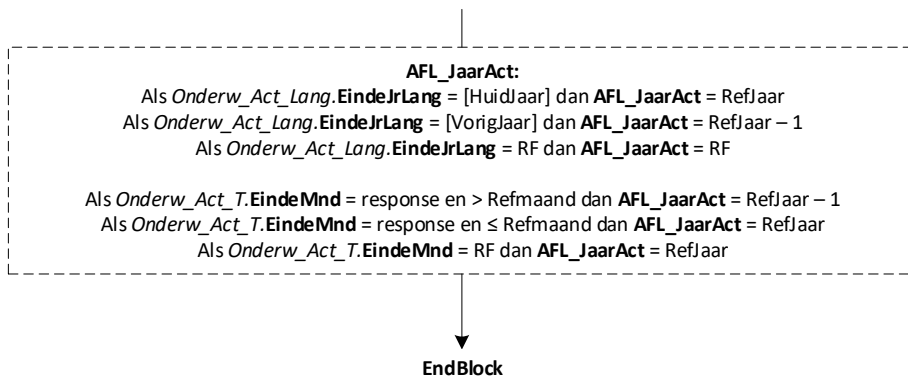 AFL_JaarAct:
Als Onderw_Act_Lang.EindeJrLang = [HuidJaar] dan AFL_JaarAct = RefJaar
Als Onderw_Act_Lang.EindeJrLang = [VorigJaar] dan AFL_JaarAct = RefJaar – 1
Als Onderw_Act_Lang.EindeJrLang = RF dan AFL_JaarAct = RF
Als Onderw_Act_T.EindeMnd = response en > Refmaand dan AFL_JaarAct = RefJaar – 1
Als Onderw_Act_T.EindeMnd = response en ≤ Refmaand dan AFL_JaarAct = RefJaar
Als Onderw_Act_T.EindeMnd = RF dan AFL_JaarAct = RefJaar
EndBlock